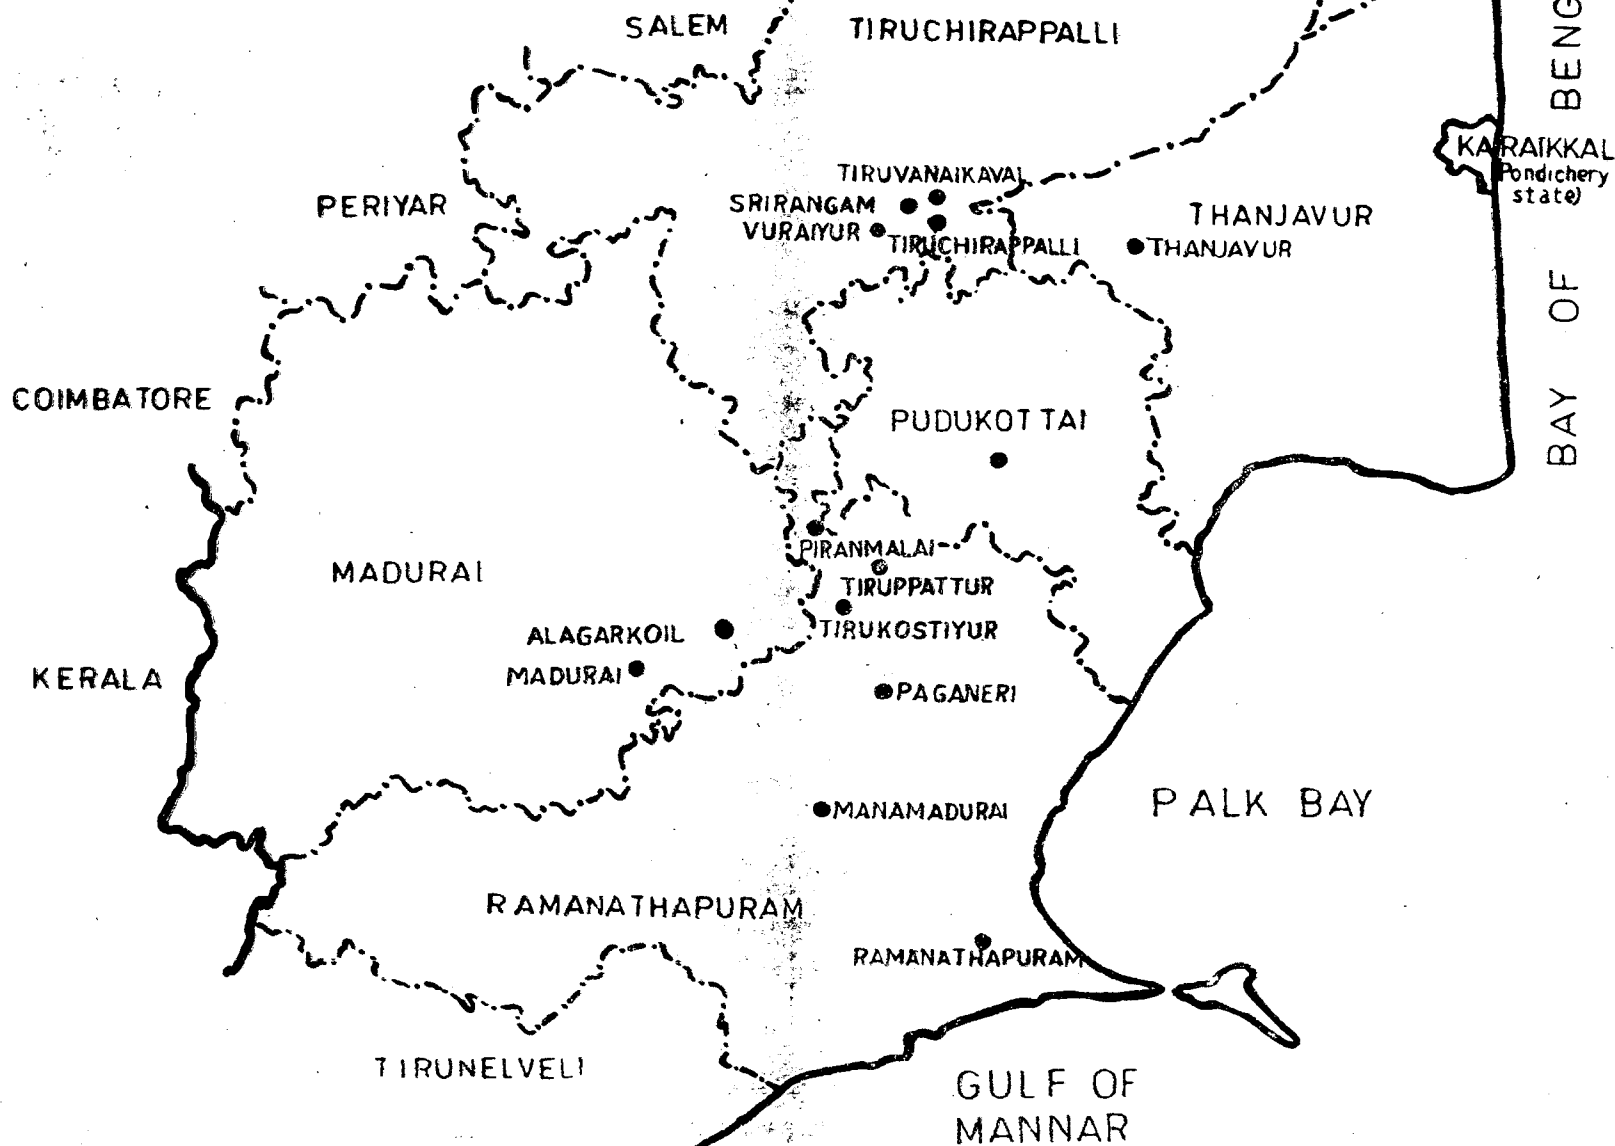 SALEM
TIRUCHIRAPPALLI
BAY OF BENG
KARAIKKAL
(Pondichery
state)
TIRUVANAIKAVAL
PERIYAR
SRIRANGAM
THANJAVUR
VURAIYUR
TIRUCHIRAPPALLI
THANJAVUR
COIMBATORE
PUDUKOTTAI
PIRANMALAI
MADURAI
TIRUPPATTUR
ALAGARKOIL
TIRUKOSTIYUR
KERALA
MADURAI
PAGANERI
PALK BAY
MANAMADURAI
RAMANATHAPURAM
RAMANATHAPURAM
TIRUNELVELI
GULF OF
MANNAR